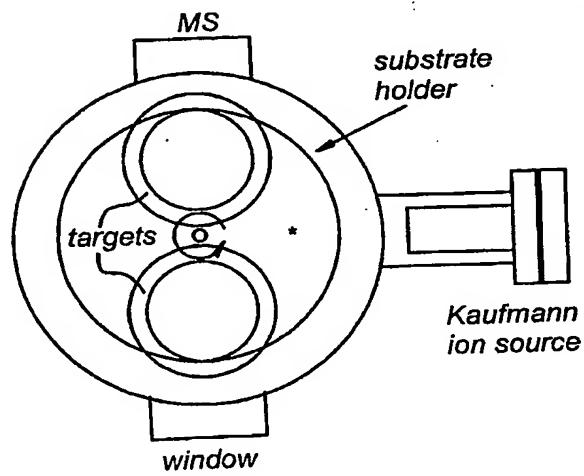 MS
substrate
holder
targets
*
Kaufmann
ion source
window